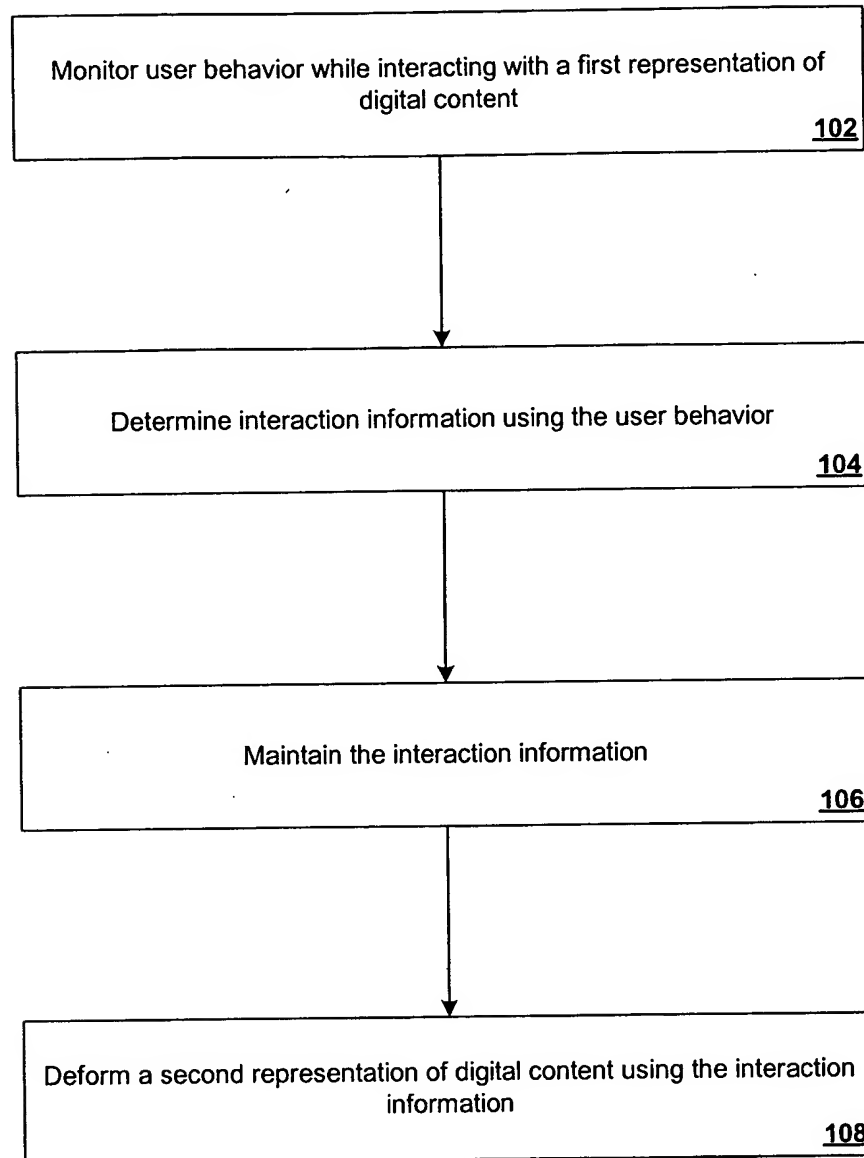 Monitor user behavior while interacting with a first representation of
digital content
102
Determine interaction information using the user behavior
104
Maintain the interaction information
106
Deform a second representation of digital content using the interaction
information
108